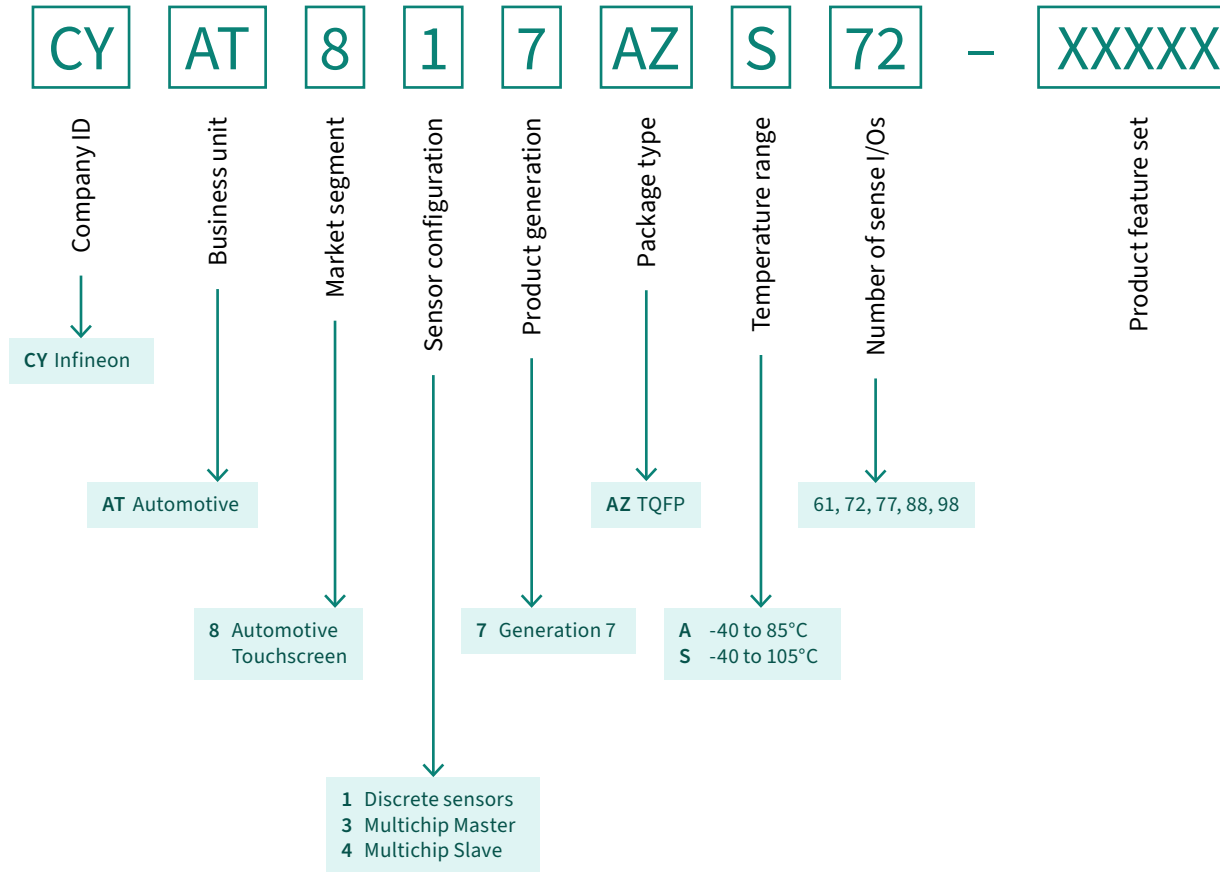 CY AT 8 1 7 AZ S 72 – XXXXX
Company ID
Business unit
Market segment
Sensor configuration
Product generation
Package type
Temperature range
Number of sense I/Os
Product feature set
CY Infineon
AT Automotive
AZ TQFP
61, 72, 77, 88, 98
8 Automotive
Touchscreen
7 Generation 7
A -40 to 85°C
S -40 to 105°C
1 Discrete sensors
3 Multichip Master
4 Multichip Slave